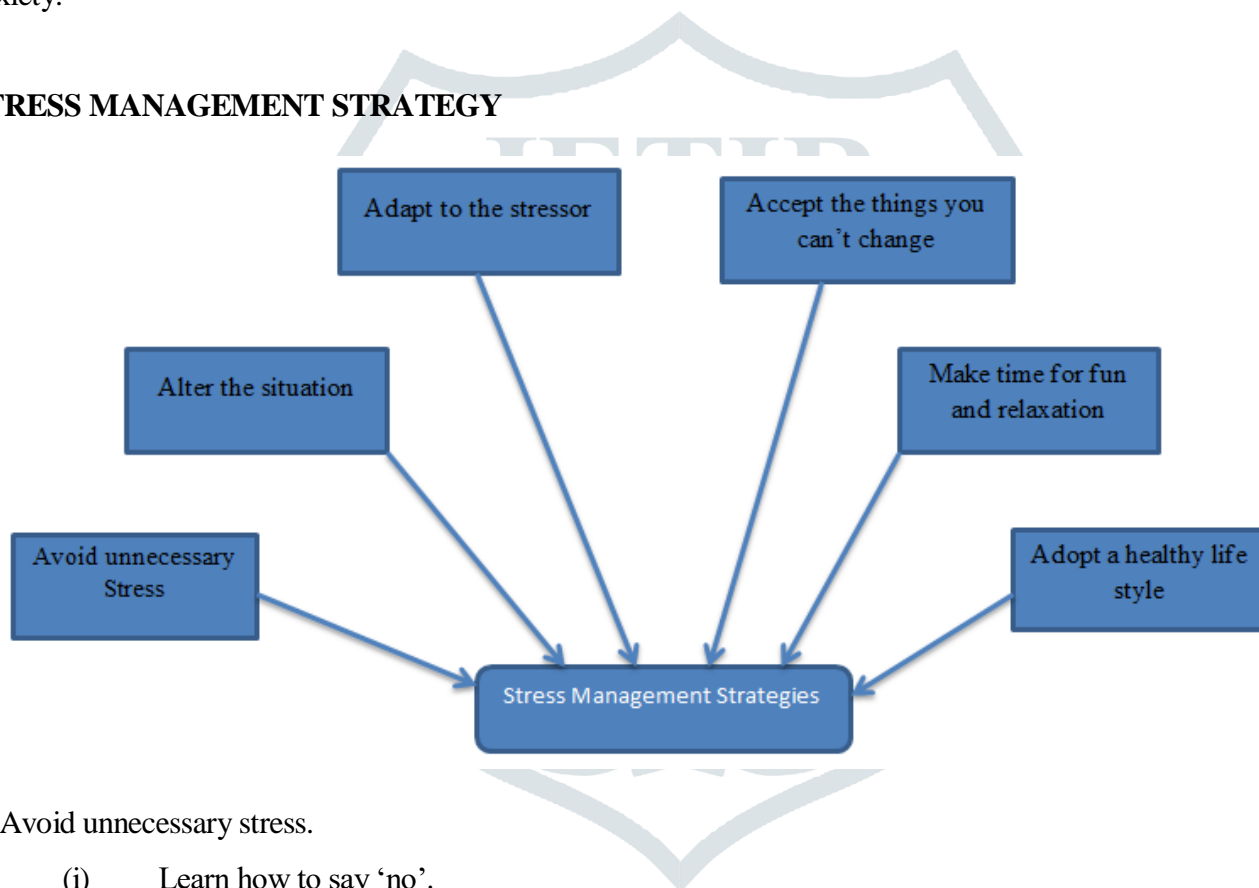 xiety.
TRESS MANAGEMENT STRATEGY
JETIR
Adapt to the stressor
Accept the things you
can't change
Alter the situation
Make time for fun
and relaxation
Avoid unnecessary
Stress
Adopt a healthy life
style
Stress Management Strategies
Avoid unnecessary stress.
(i) Learn how to say ‘no’.